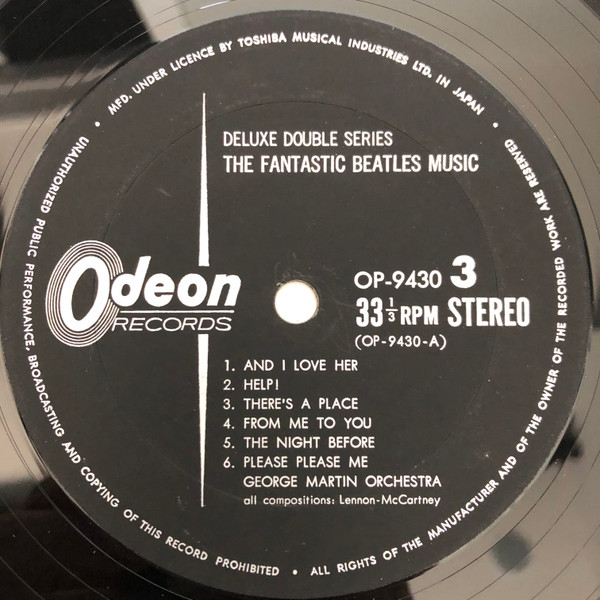 MFD. UNDER LICENCE BY TOSHIBA MUSICAL INDUSTRIES LTD. IN JAPAN •
DELUXE DOUBLE SERIES
THE FANTASTIC BEATLES MUSIC
Odeon
RECORDS
OP-9430 3
33 1/3 RPM STEREO
(OP-9430-A)
1. AND I LOVE HER
2. HELP!
3. THERE'S A PLACE
4. FROM ME TO YOU
5. THE NIGHT BEFORE
6. PLEASE PLEASE ME
GEORGE MARTIN ORCHESTRA
all compositions: Lennon-McCartney
ALL RIGHTS OF THE MANUFACTURER AND OF THE OWNER OF THE RECORDED WORK ARE RESERVED •
UNAUTHORIZED PUBLIC PERFORMANCE, BROADCASTING AND COPYING OF THIS RECORD PROHIBITED •